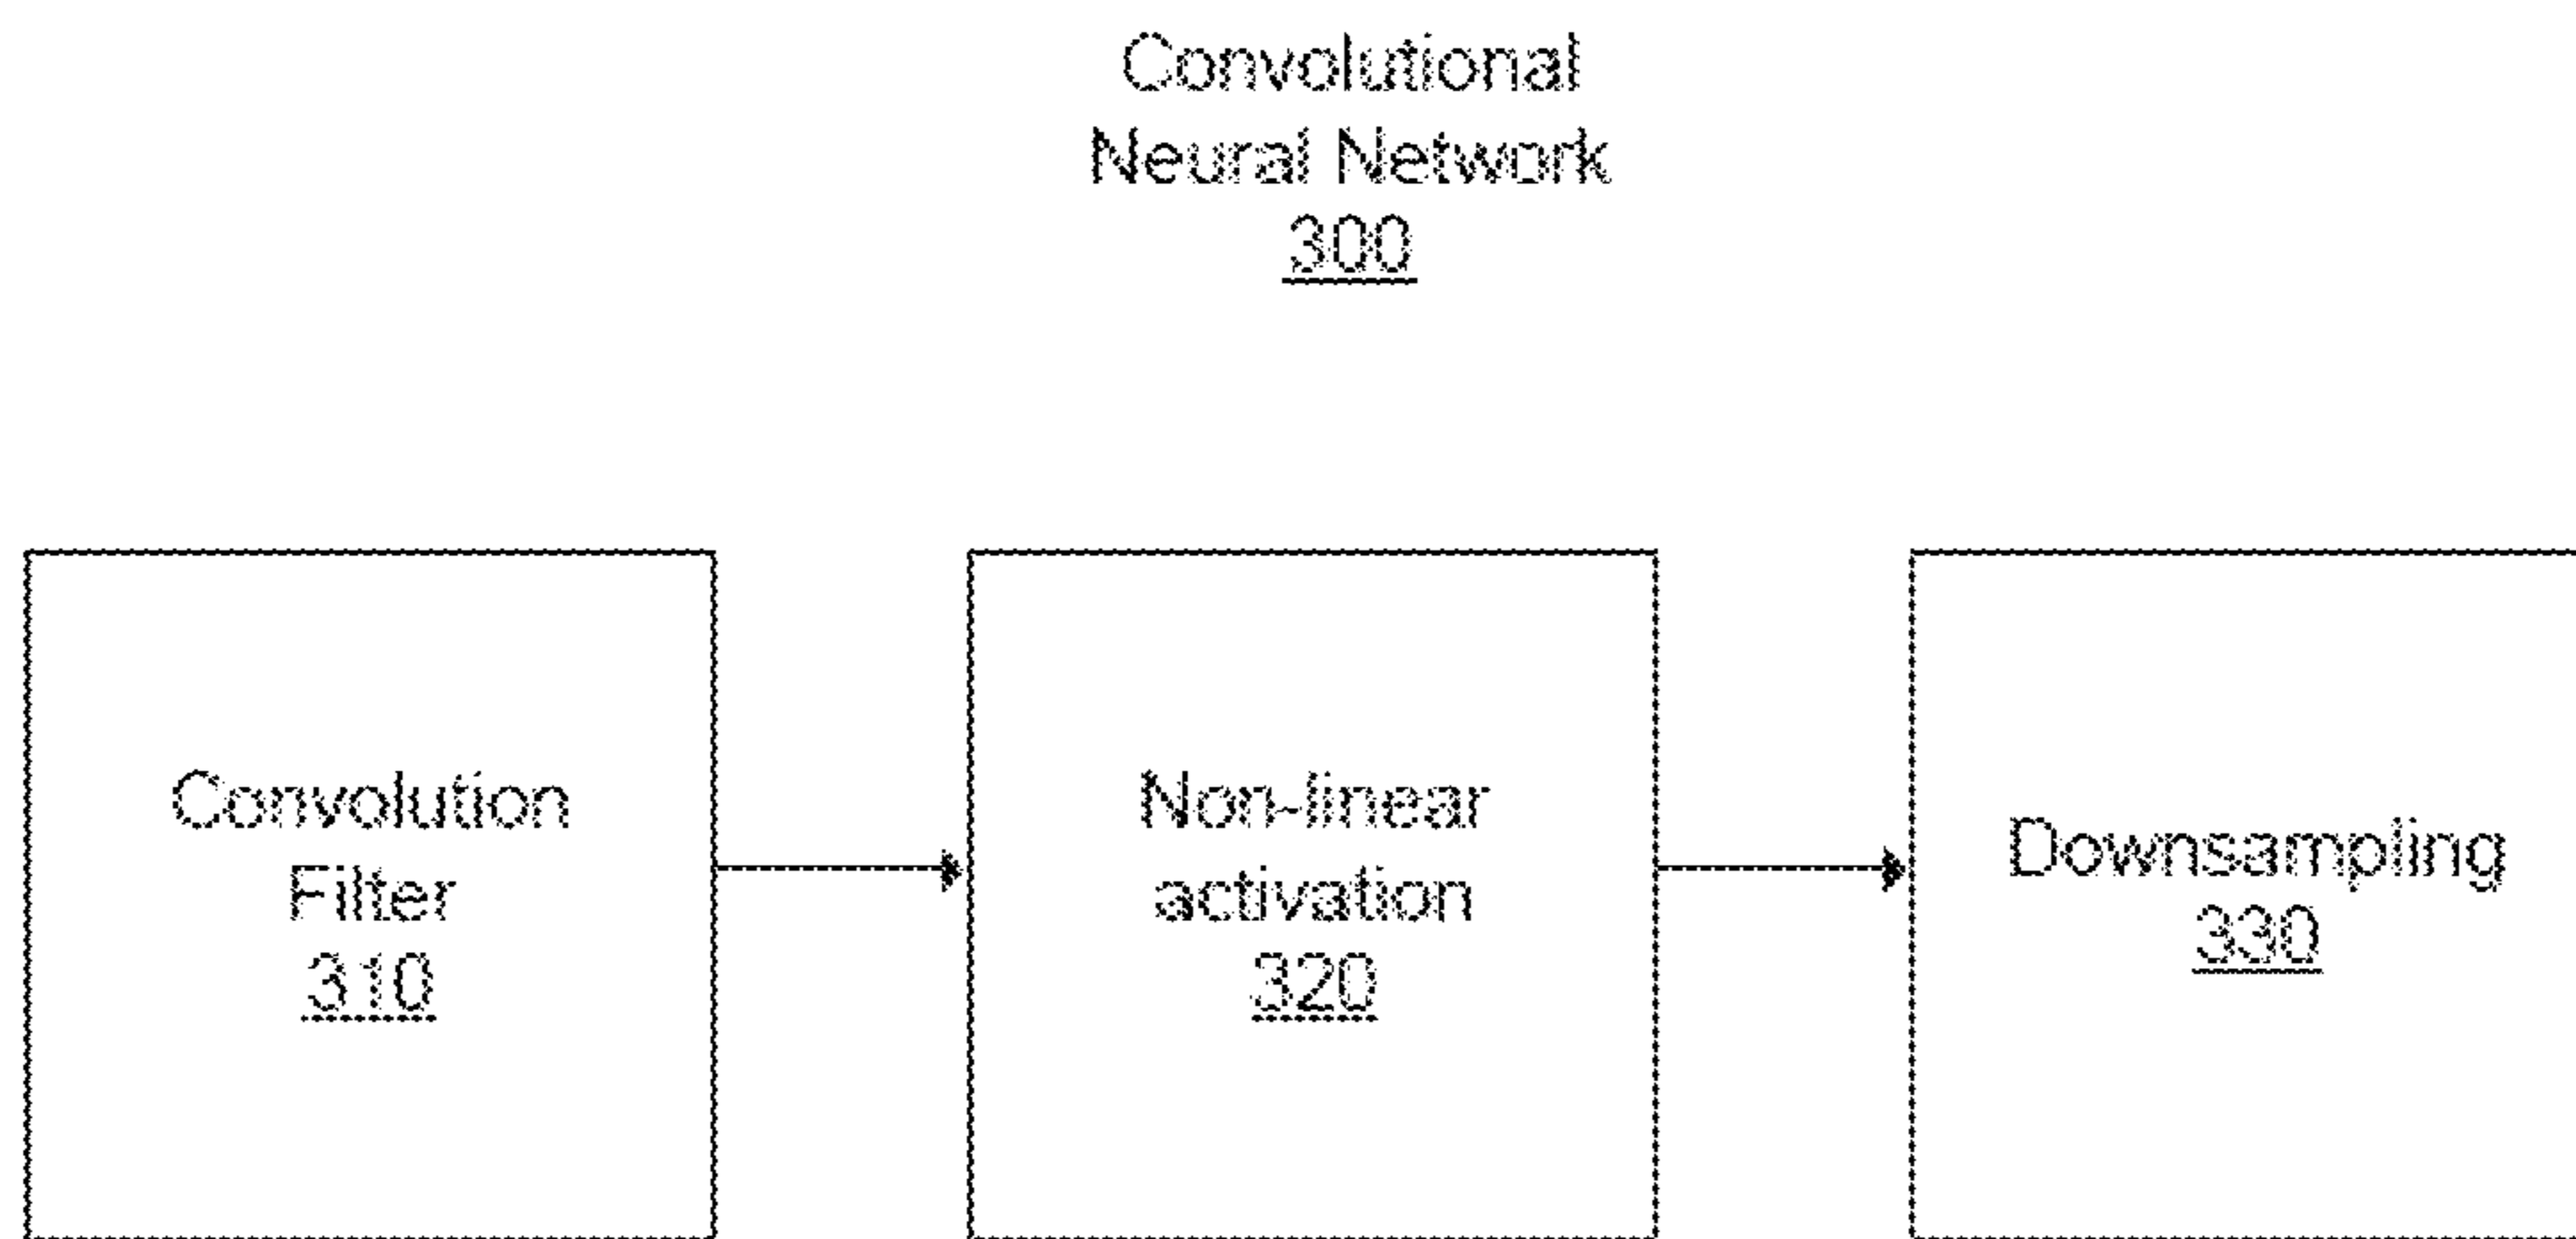 Convolutional
Neural Network
300
Convolution
Filter
310
Non-linear
activation
320
Downsampling
330